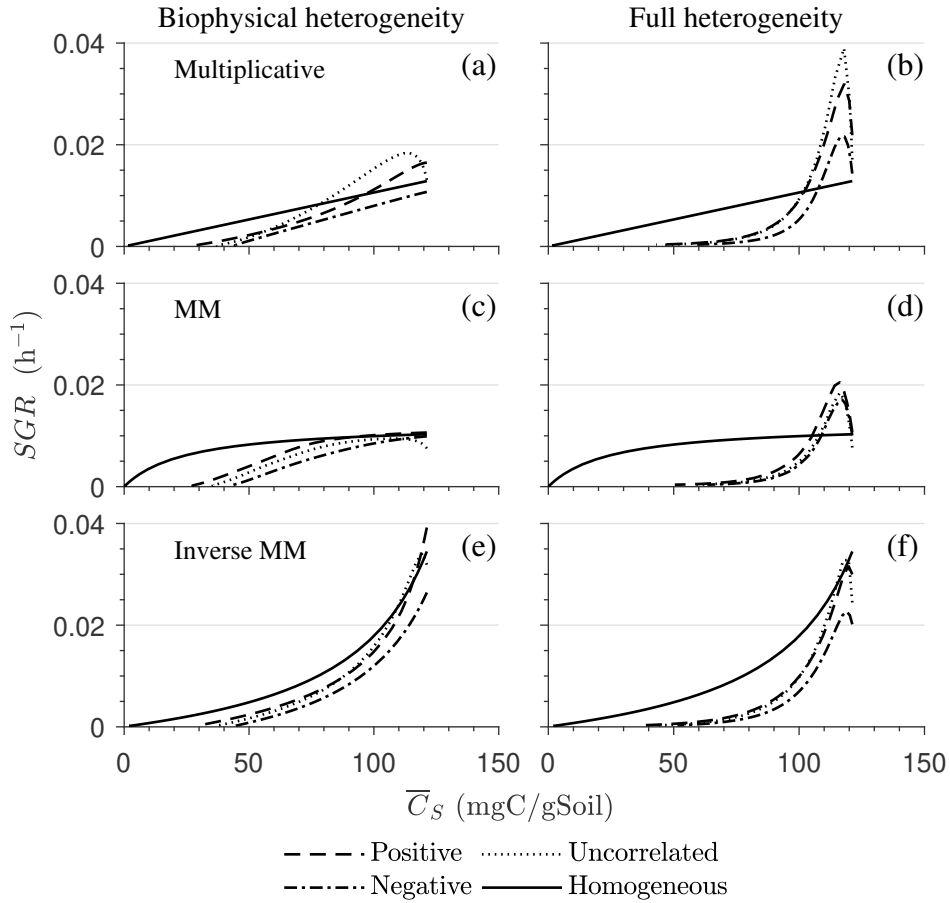 Biophysical heterogeneity Full heterogeneity
0.04 (a) (b)
Multiplicative
0.02
0
0.04 (c) (d)
MM
0.02
0
0.04 (e) (f)
Inverse MM
0.02
0
0 50 100 150 0 50 100 150
SGR (h⁻¹)
C̅_S (mgC/gSoil)
Positive Uncorrelated
Negative Homogeneous